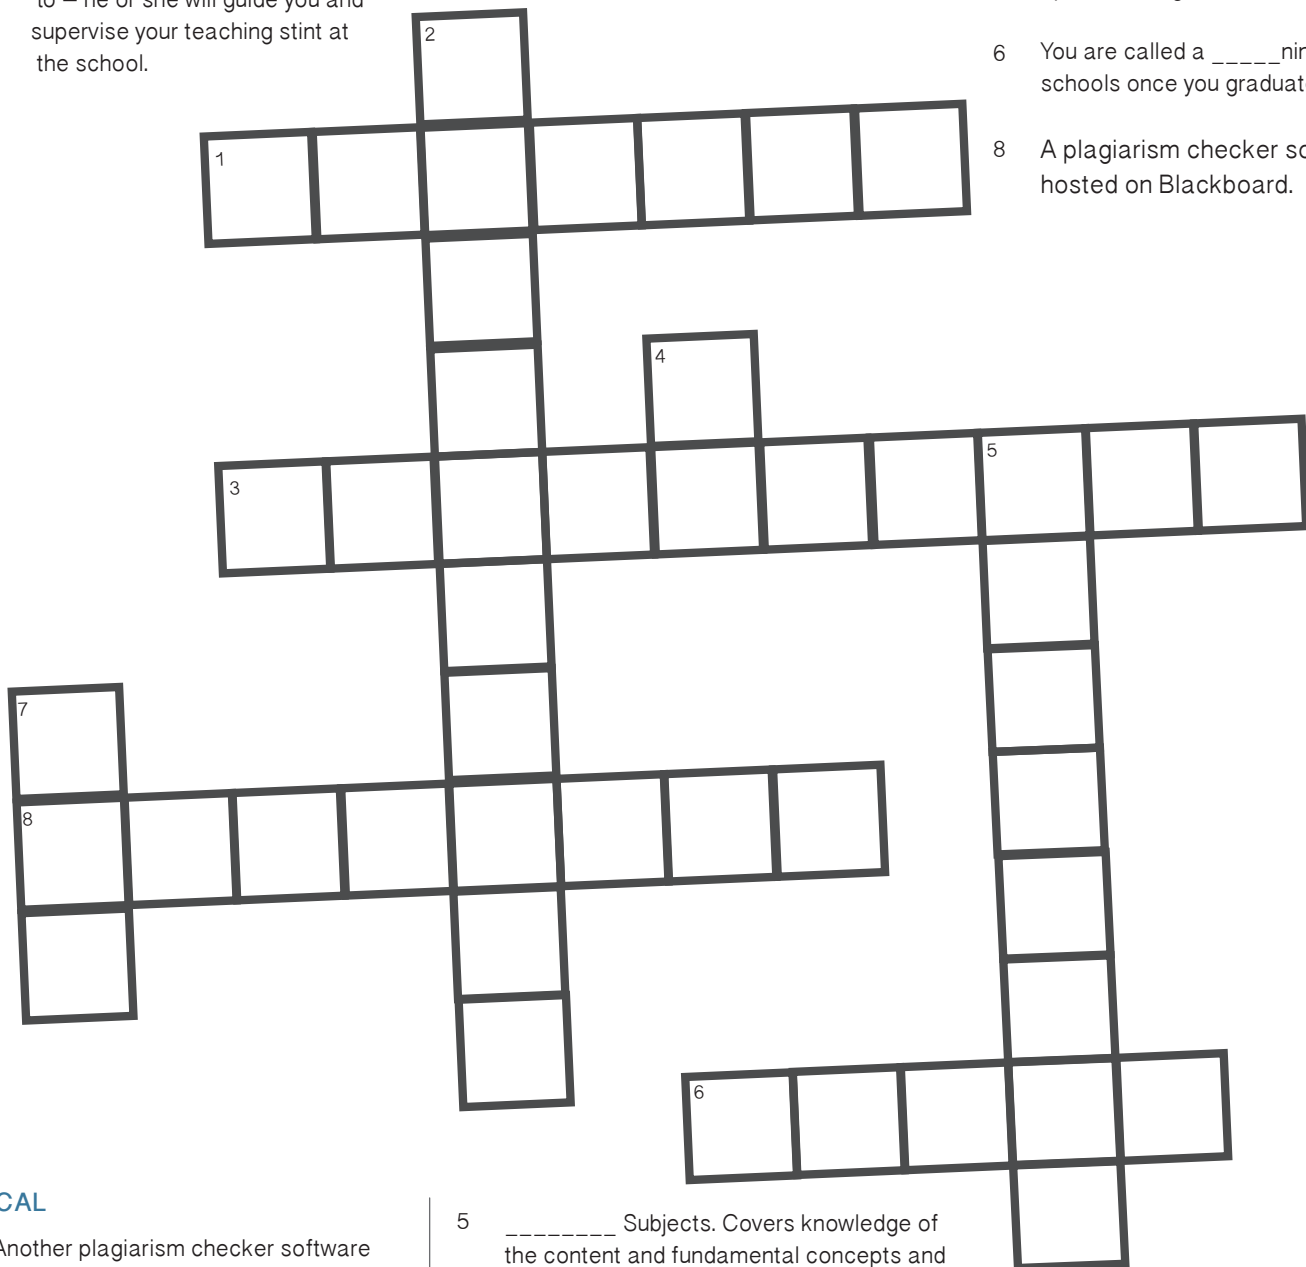 supervise your teaching stint at
the school.
2
1
6 You are called a _____nin
schools once you graduat
8 A plagiarism checker so
hosted on Blackboard.
4
3
5
7
8
6
CAL
Another plagiarism checker software
5 ________ Subjects. Covers knowledge of
the content and fundamental concepts and